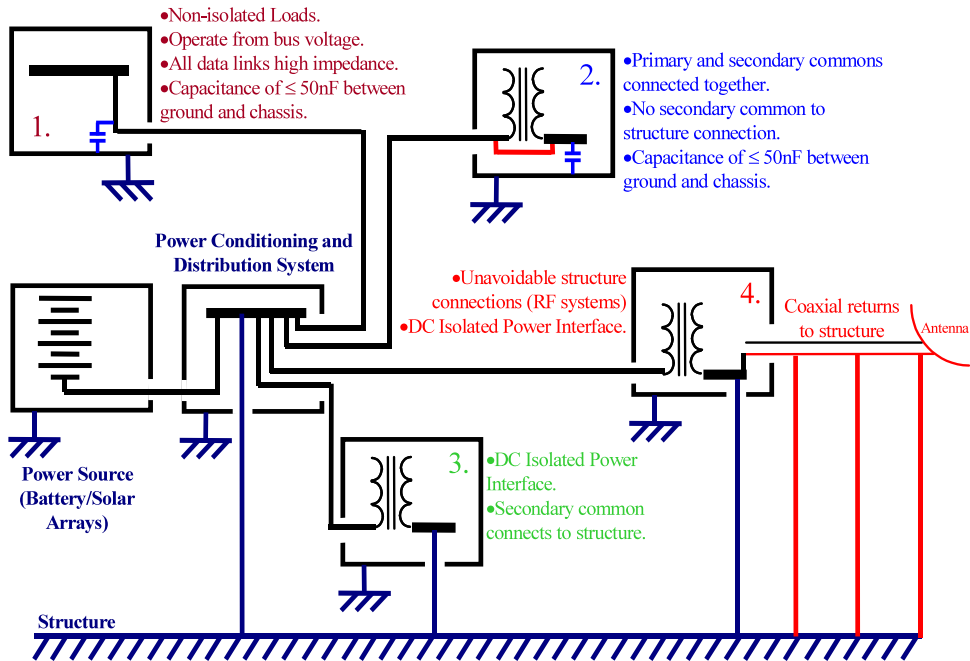 •Non-isolated Loads.
•Operate from bus voltage.
•All data links high impedance.
•Capacitance of ≤ 50nF between
ground and chassis.
1.
2.
•Primary and secondary commons
connected together.
•No secondary common to
structure connection.
•Capacitance of ≤ 50nF between
ground and chassis.
Power Conditioning and
Distribution System
•Unavoidable structure
connections (RF systems)
•DC Isolated Power Interface.
4.
Coaxial returns
to structure
Antenna
Power Source
(Battery/Solar
Arrays)
3.
•DC Isolated Power
Interface.
•Secondary common
connects to structure.
Structure